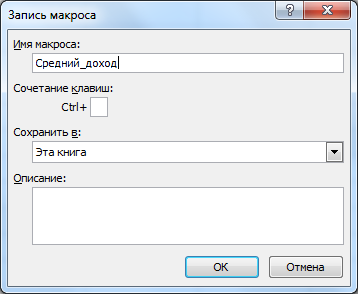 Запись макроса
Имя макроса:
Средний_доход
Сочетание клавиш:
Ctrl+
Сохранить в:
Эта книга
Описание:
ОК Отмена